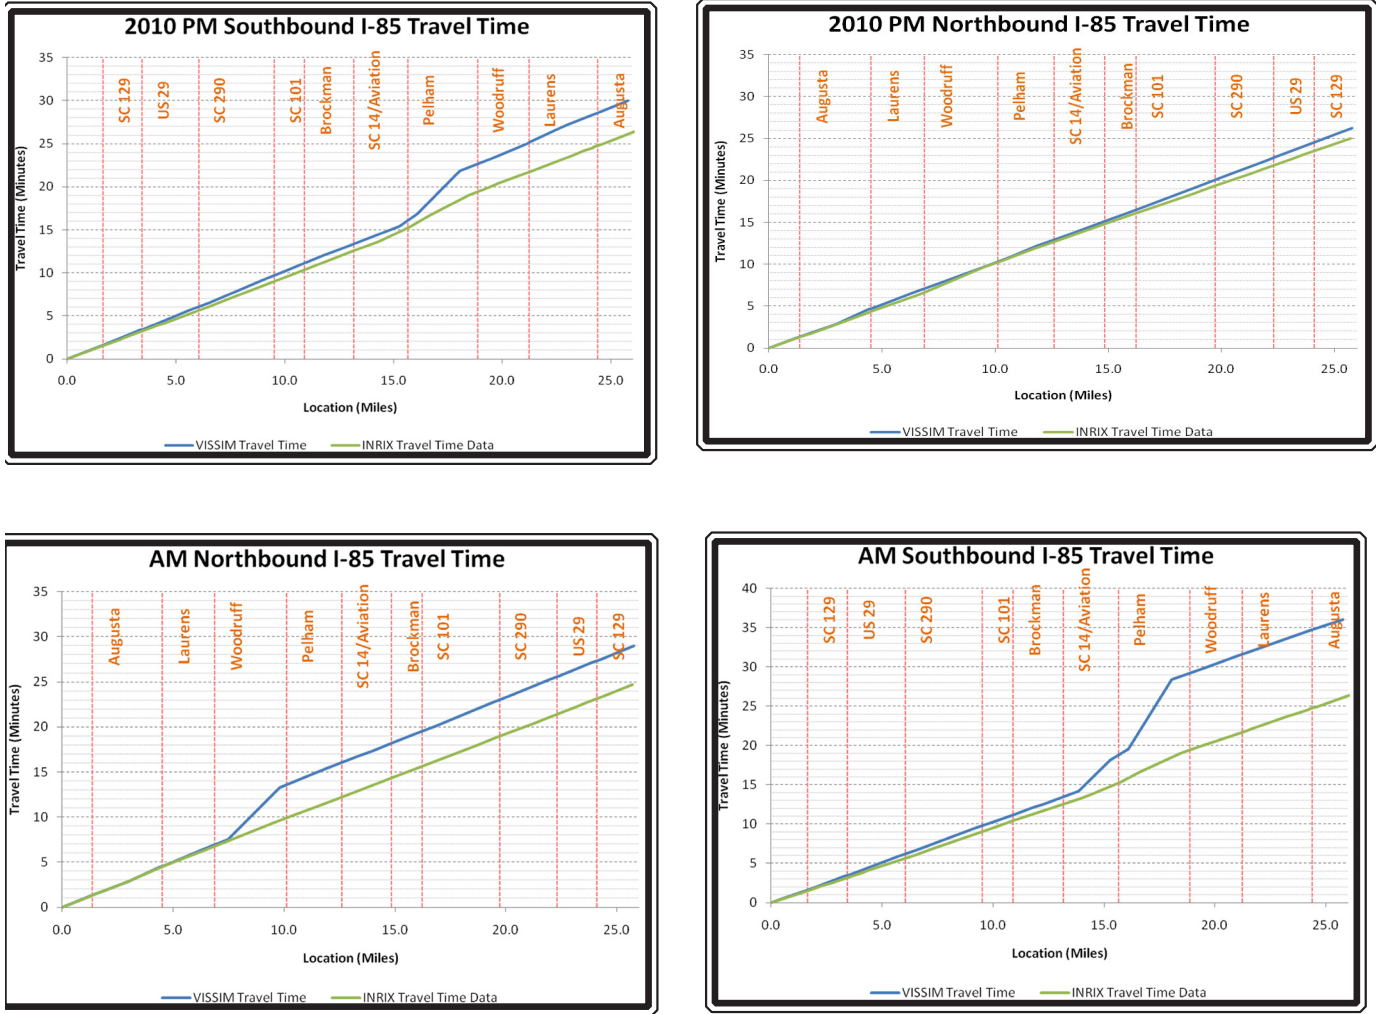 2010 PM Southbound I-85 Travel Time
35
30
25
20
15
10
5
0
Travel Time (Minutes)
SC 129
US 29
SC 290
SC 101
Brockman
SC 14/Aviation
Pelham
Woodruff
Laurens
Augusta
0.0 5.0 10.0 15.0 20.0 25.0
Location (Miles)
VISSIM Travel Time INRIX Travel Time Data
2010 PM Northbound I-85 Travel Time
35
30
25
20
15
10
5
0
Travel Time (Minutes)
Augusta
Laurens
Woodruff
Pelham
SC 14/Aviation
Brockman
SC 101
SC 290
US 29
SC 129
0.0 5.0 10.0 15.0 20.0 25.0
Location (Miles)
VISSIM Travel Time INRIX Travel Time Data
AM Northbound I-85 Travel Time
35
30
25
20
15
10
5
0
Travel Time (Minutes)
Augusta
Laurens
Woodruff
Pelham
SC 14/Aviation
Brockman
SC 101
SC 290
US 29
SC 129
0.0 5.0 10.0 15.0 20.0 25.0
Location (Miles)
VISSIM Travel Time INRIX Travel Time Data
AM Southbound I-85 Travel Time
40
35
30
25
20
15
10
5
0
Travel Time (Minutes)
SC 129
US 29
SC 290
SC 101
Brockman
SC 14/Aviation
Pelham
Woodruff
Laurens
Augusta
0.0 5.0 10.0 15.0 20.0 25.0
Location (Miles)
VISSIM Travel Time INRIX Travel Time Data